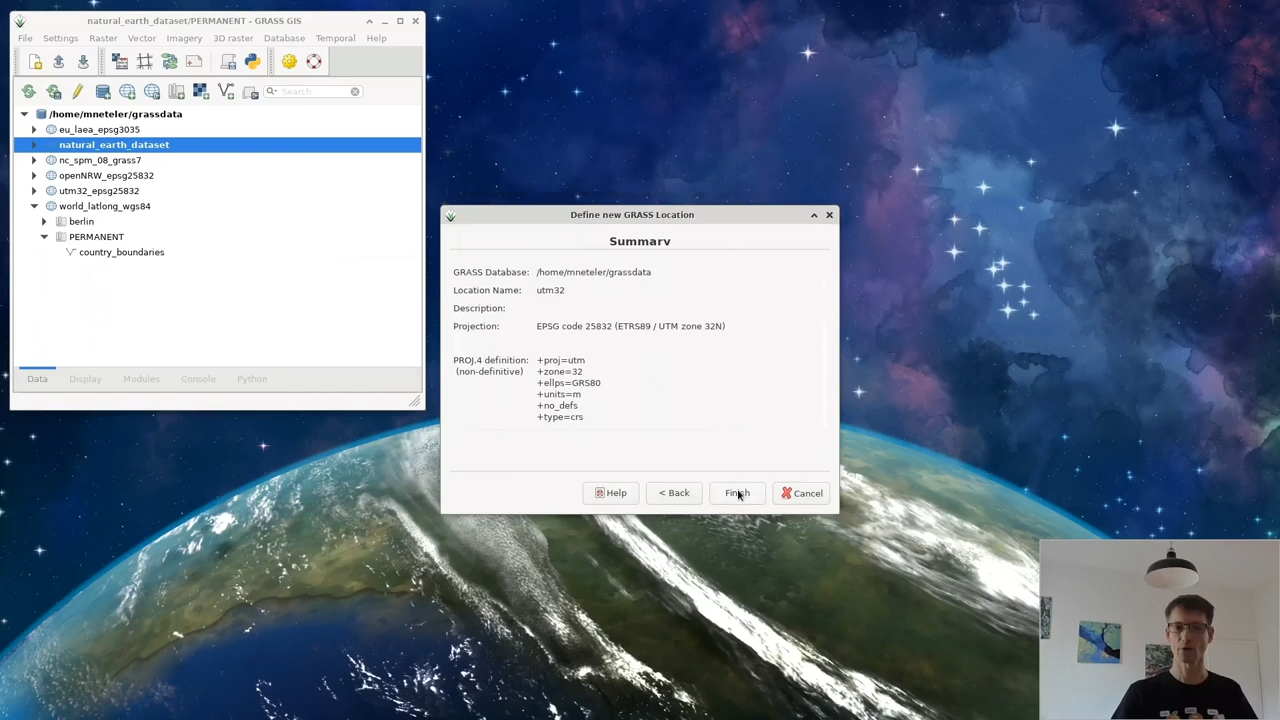 natural_earth_dataset/PERMANENT - GRASS GIS
File Settings Raster Vector Imagery 3D raster Database Temporal Help
Search
/home/mneteler/grassdata
eu_laea_epsg3035
natural_earth_dataset
nc_spm_08_grass7
openNRW_epsg25832
utm32_epsg25832
world_latlong_wgs84
berlin
PERMANENT
country_boundaries
Data Display Modules Console Python
Define new GRASS Location
Summary
GRASS Database: /home/mneteler/grassdata
Location Name: utm32
Description:
Projection: EPSG code 25832 (ETRS89 / UTM zone 32N)
PROJ.4 definition: +proj=utm
(non-definitive) +zone=32
+ellps=GRS80
+units=m
+no_defs
+type=crs
Help < Back Finish Cancel